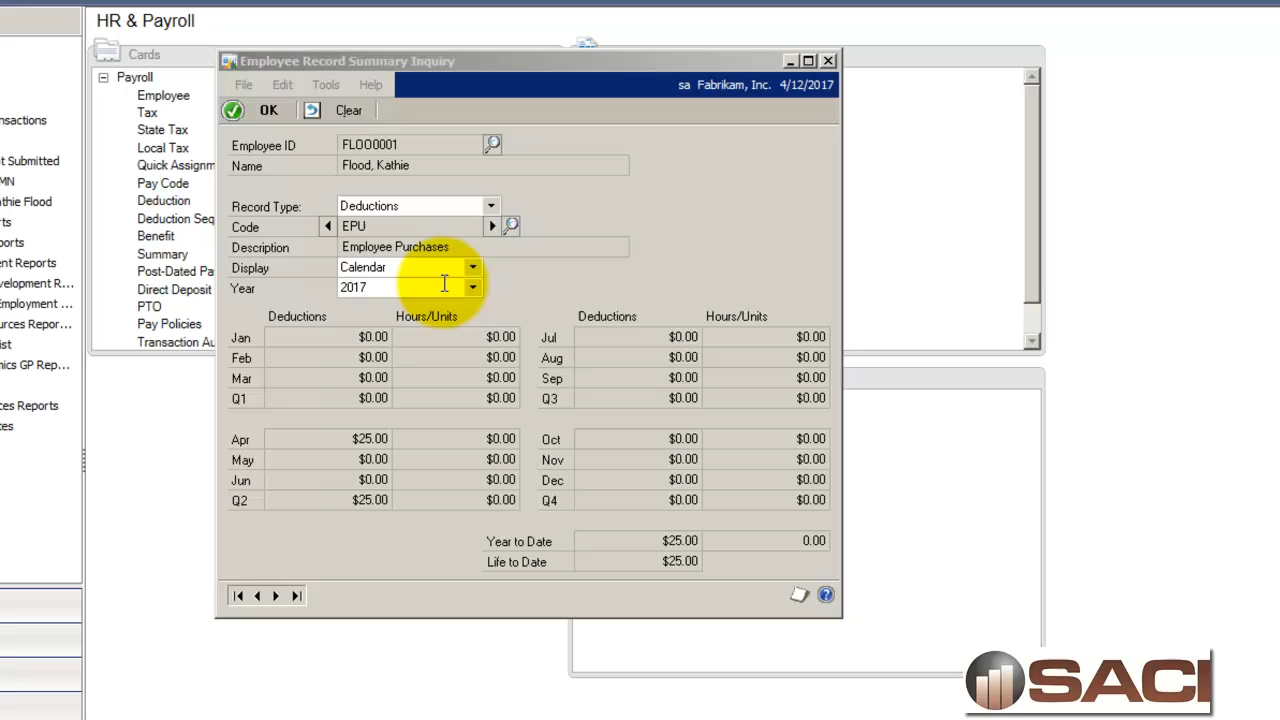 HR & Payroll
Cards
Payroll
Employee
Tax
State Tax
Local Tax
Quick Assignm
Pay Code
Deduction
Deduction Seq
Benefit
Summary
Post-Dated Pa
Direct Deposit
PTO
Pay Policies
Transaction Au
ansactions
t Submitted
MN
athie Flood
rts
ports
ent Reports
evelopment R...
Employment ...
ources Repor...
ist
mics GP Rep...
ces Reports
tes
Employee Record Summary Inquiry
File Edit Tools Help sa Fabrikam, Inc. 4/12/2017
OK Clear
Employee ID FLOO0001
Name Flood, Kathie
Record Type: Deductions
Code EPU
Description Employee Purchases
Display Calendar
Year 2017
Deductions Hours/Units Deductions Hours/Units
Jan $0.00 $0.00 Jul $0.00 $0.00
Feb $0.00 $0.00 Aug $0.00 $0.00
Mar $0.00 $0.00 Sep $0.00 $0.00
Q1 $0.00 $0.00 Q3 $0.00 $0.00
Apr $25.00 $0.00 Oct $0.00 $0.00
May $0.00 $0.00 Nov $0.00 $0.00
Jun $0.00 $0.00 Dec $0.00 $0.00
Q2 $25.00 $0.00 Q4 $0.00 $0.00
Year to Date $25.00 0.00
Life to Date $25.00
SACI